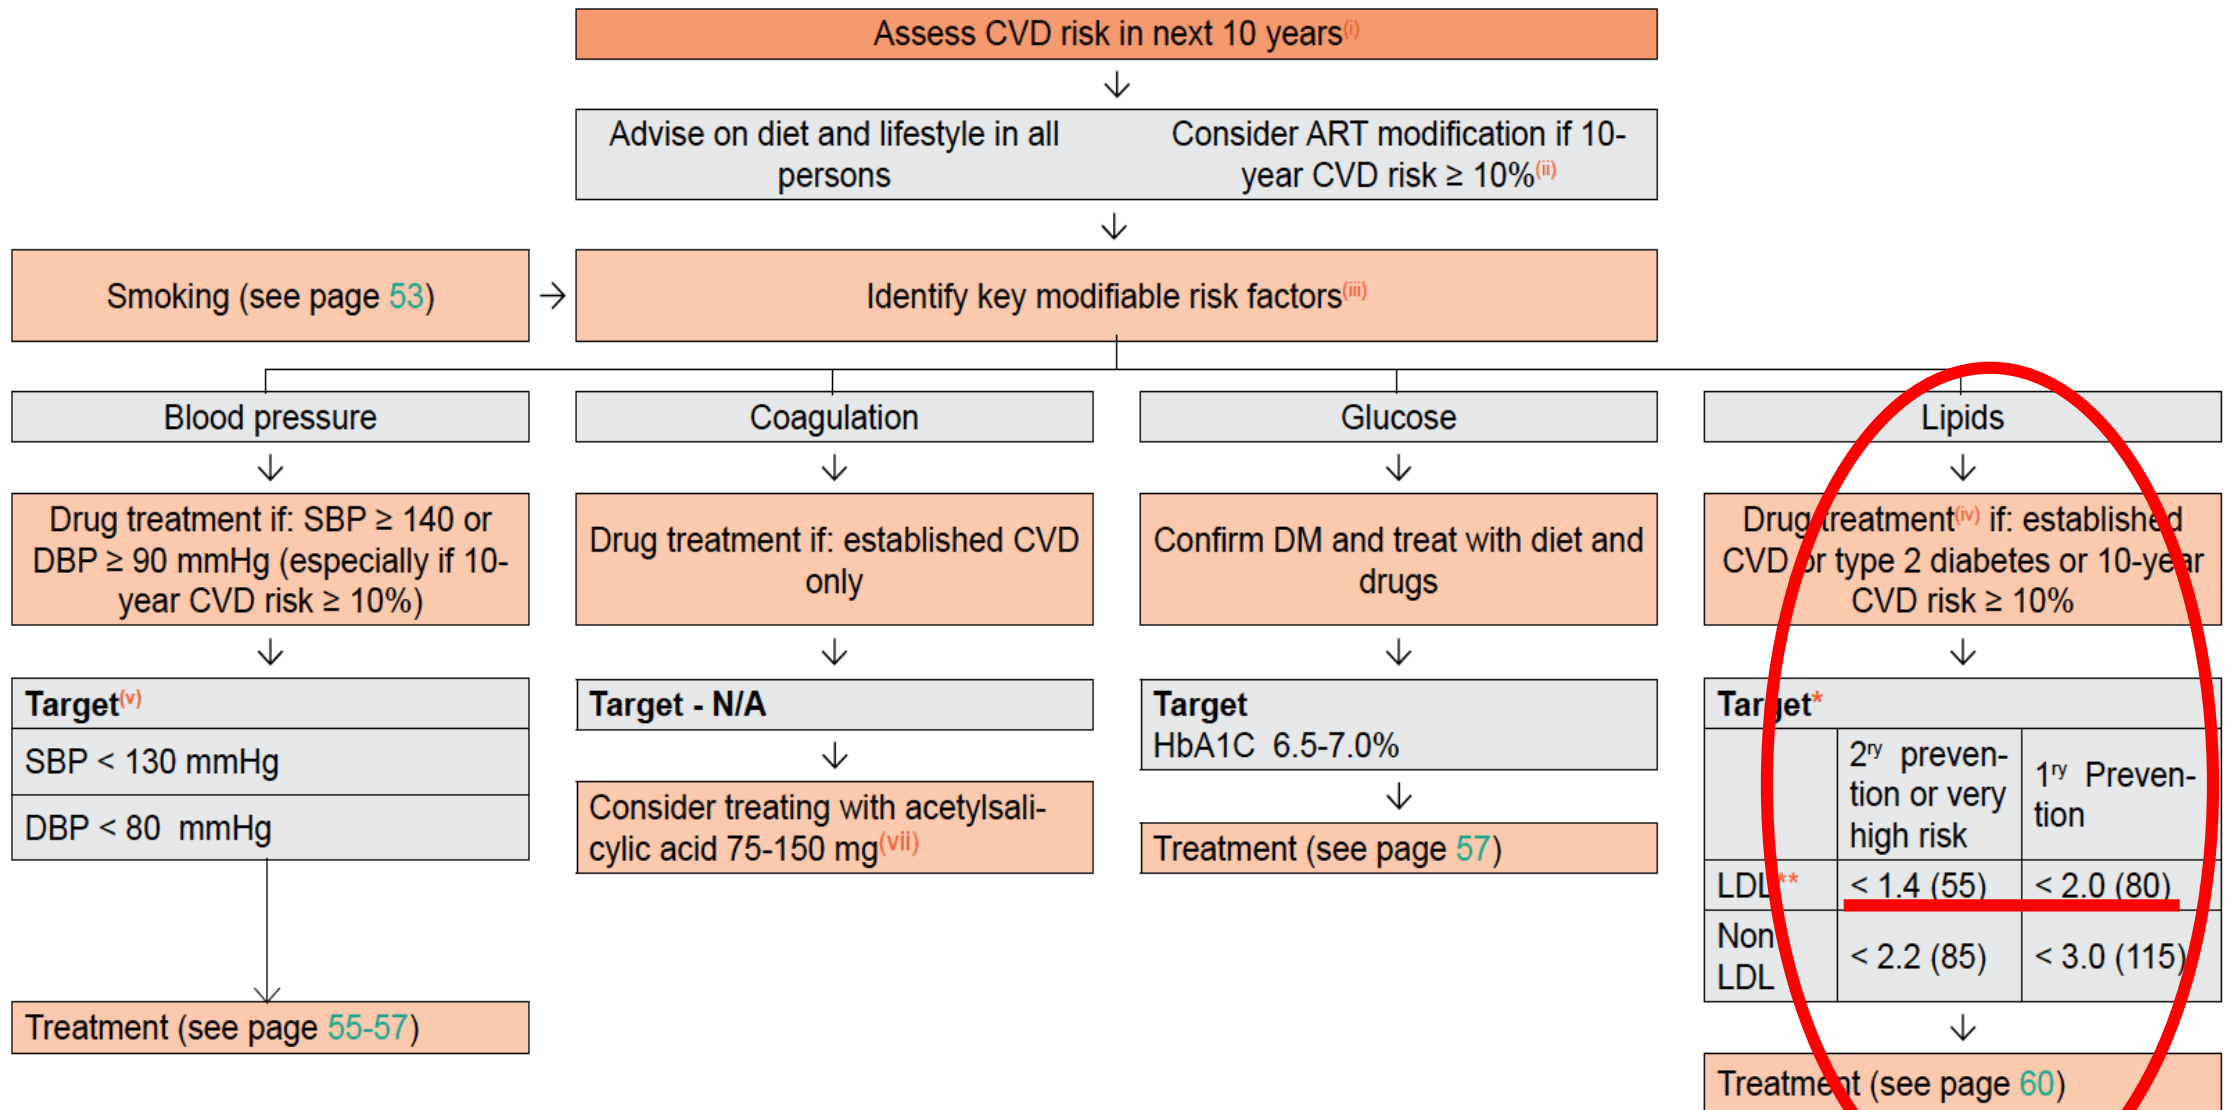 Assess CVD risk in next 10 years(i)
Advise on diet and lifestyle in all
persons
Consider ART modification if 10-
year CVD risk ≥ 10%(ii)
Smoking (see page 53)
Identify key modifiable risk factors(iii)
Blood pressure
Drug treatment if: SBP ≥ 140 or
DBP ≥ 90 mmHg (especially if 10-
year CVD risk ≥ 10%)
Target(v)
SBP < 130 mmHg
DBP < 80 mmHg
Treatment (see page 55-57)
Coagulation
Drug treatment if: established CVD
only
Target - N/A
Consider treating with acetylsali-
cylic acid 75-150 mg(vii)
Glucose
Confirm DM and treat with diet and
drugs
Target
HbA1C 6.5-7.0%
Treatment (see page 57)
Lipids
Drug treatment(iv) if: established
CVD or type 2 diabetes or 10-year
CVD risk ≥ 10%
Target*
2ry preven-
tion or very
high risk
1ry Preven-
tion
LDL** < 1.4 (55) < 2.0 (80)
Non
LDL
< 2.2 (85) < 3.0 (115)
Treatment (see page 60)